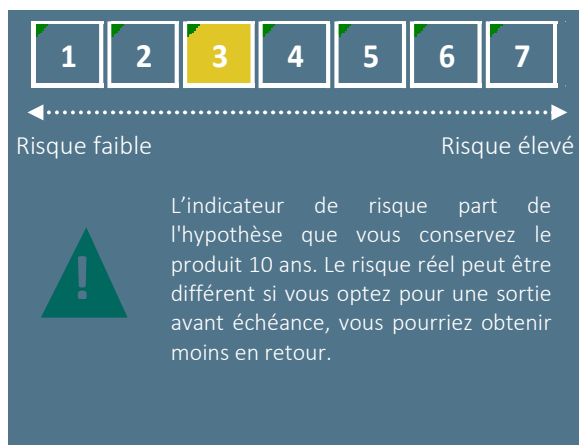 1 2 3 4 5 6 7
Risque faible Risque élevé
L’indicateur de risque part de
l'hypothèse que vous conservez le
produit 10 ans. Le risque réel peut être
différent si vous optez pour une sortie
avant échéance, vous pourriez obtenir
moins en retour.
!